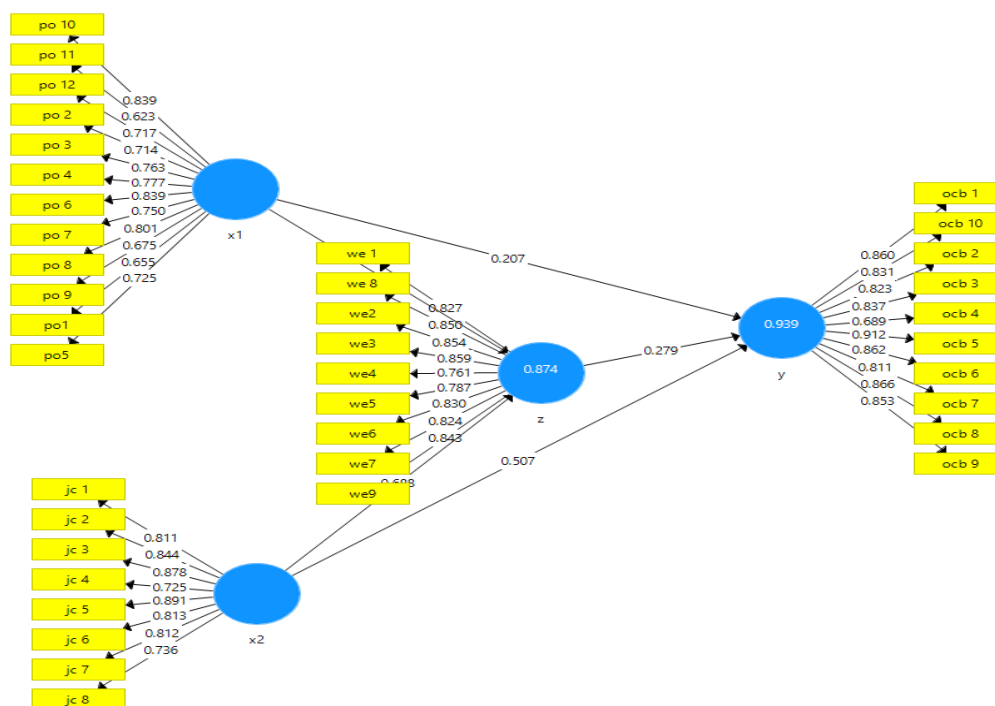 po 10
po 11
po 12
po 2
po 3
po 4
po 6
po 7
po 8
po 9
po1
po5
0.839
0.623
0.717
0.714
0.763
0.777
0.839
0.750
0.801
0.675
0.655
0.725
x1
we 1
we 8
we2
we3
we4
we5
we6
we7
we9
0.827
0.850
0.854
0.859
0.761
0.787
0.830
0.824
0.843
0.688
0.874
z
0.207
0.279
0.507
0.939
y
0.860
0.831
0.823
0.837
0.689
0.912
0.862
0.811
0.866
0.853
ocb 1
ocb 10
ocb 2
ocb 3
ocb 4
ocb 5
ocb 6
ocb 7
ocb 8
ocb 9
jc 1
jc 2
jc 3
jc 4
jc 5
jc 6
jc 7
jc 8
0.811
0.844
0.878
0.725
0.891
0.813
0.812
0.736
x2